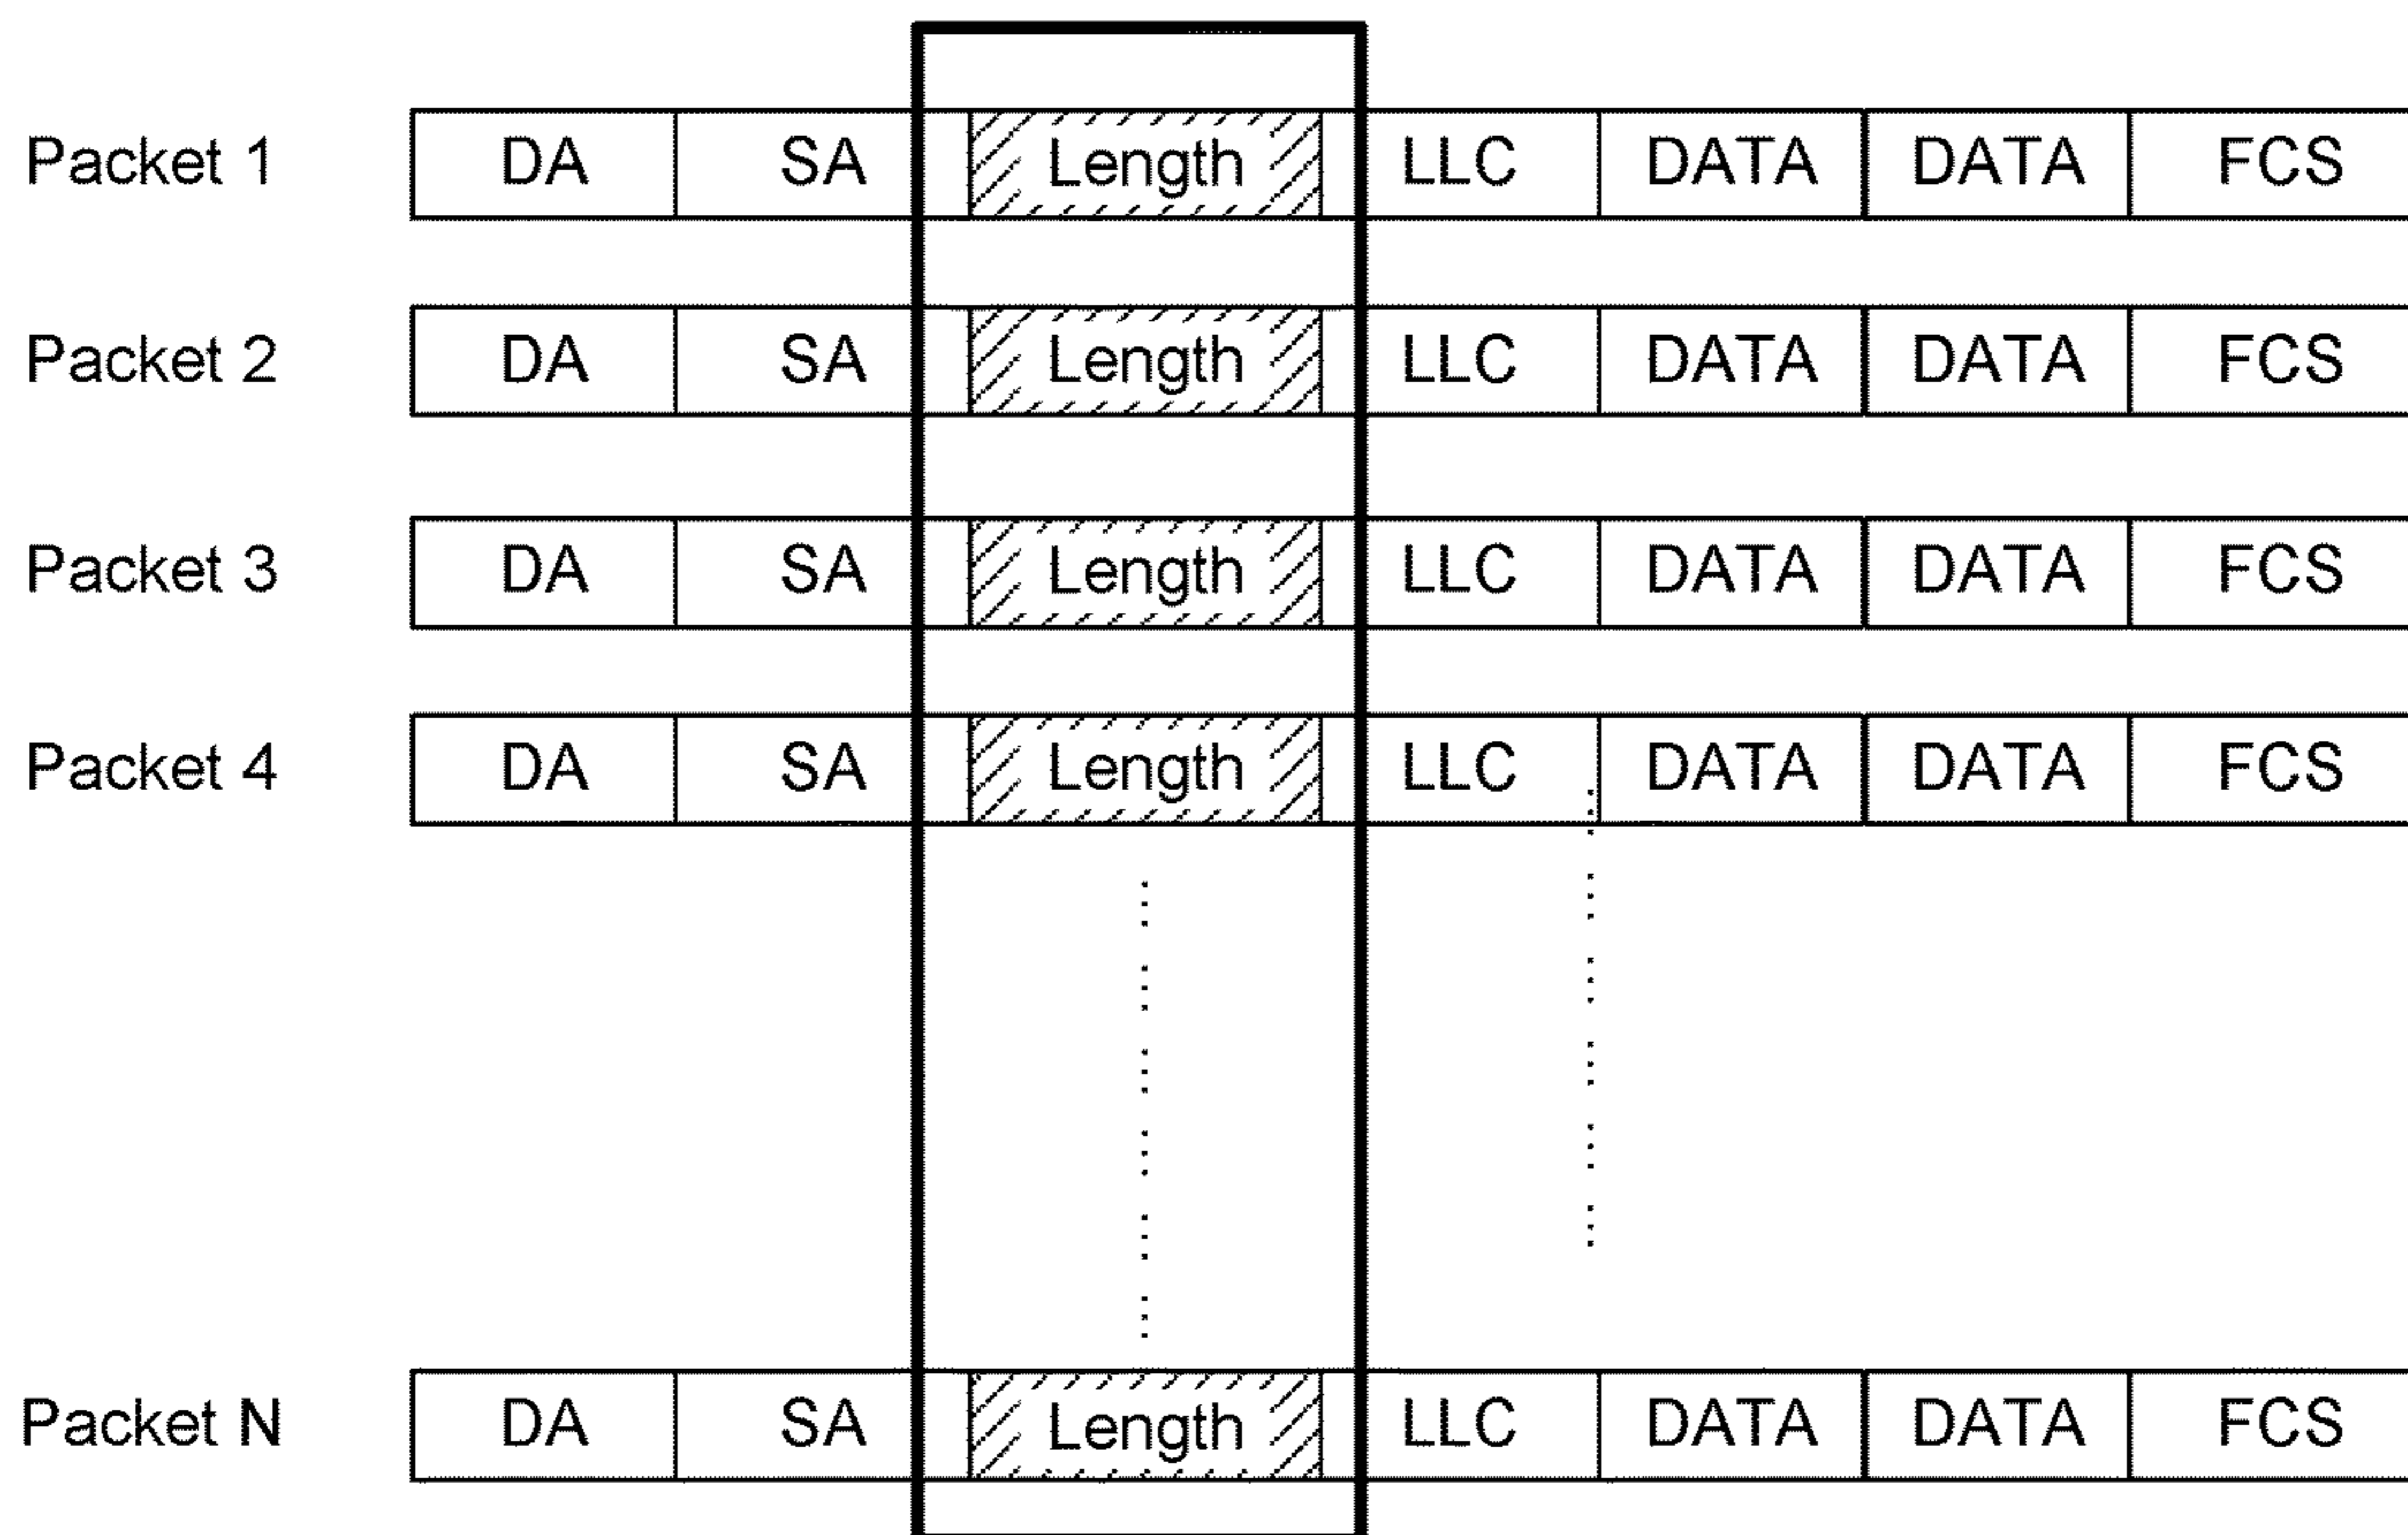 Packet 1 DA SA Length LLC DATA DATA FCS
Packet 2 DA SA Length LLC DATA DATA FCS
Packet 3 DA SA Length LLC DATA DATA FCS
Packet 4 DA SA Length LLC DATA DATA FCS
Packet N DA SA Length LLC DATA DATA FCS